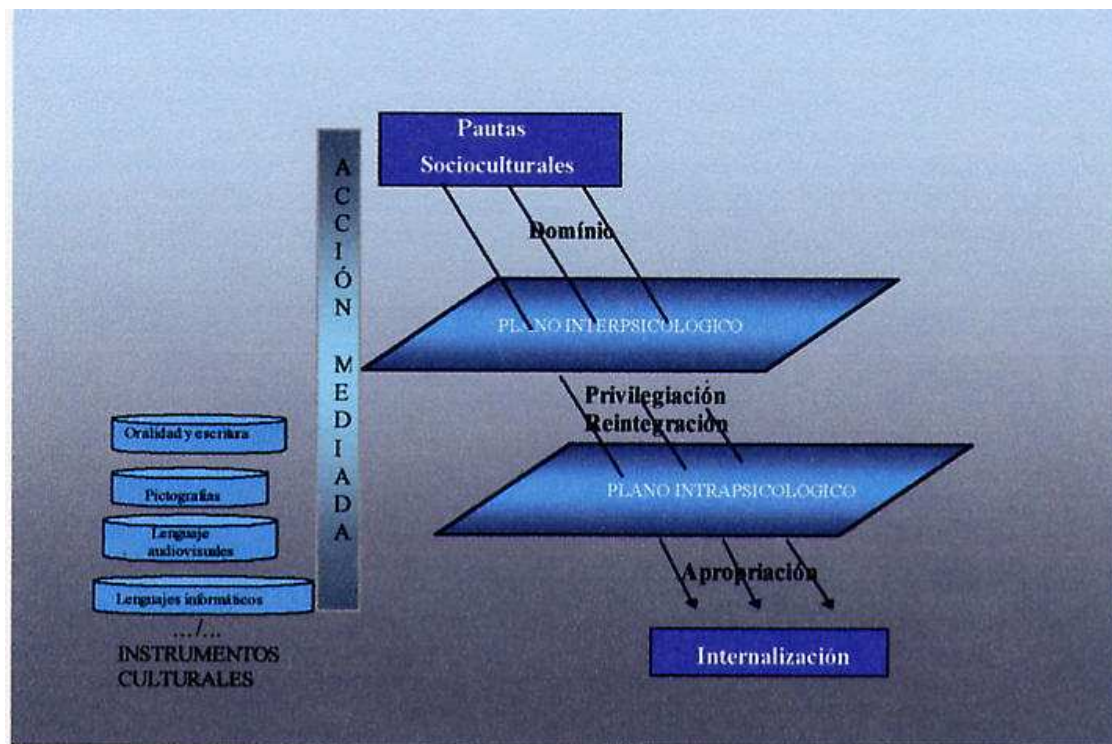 Pautas
Socioculturales
Domínio
PLANO INTERPSICOLOGICO
Privilegiación
Reintegración
PLANO INTRAPSICOLOGICO
Apropriación
Internalización
ACCIÓN MEDIADA
Oralidad y escritura
Pictografías
Lenguaje
audiovisuales
Lenguajes informáticos
.../...
INSTRUMENTOS
CULTURALES